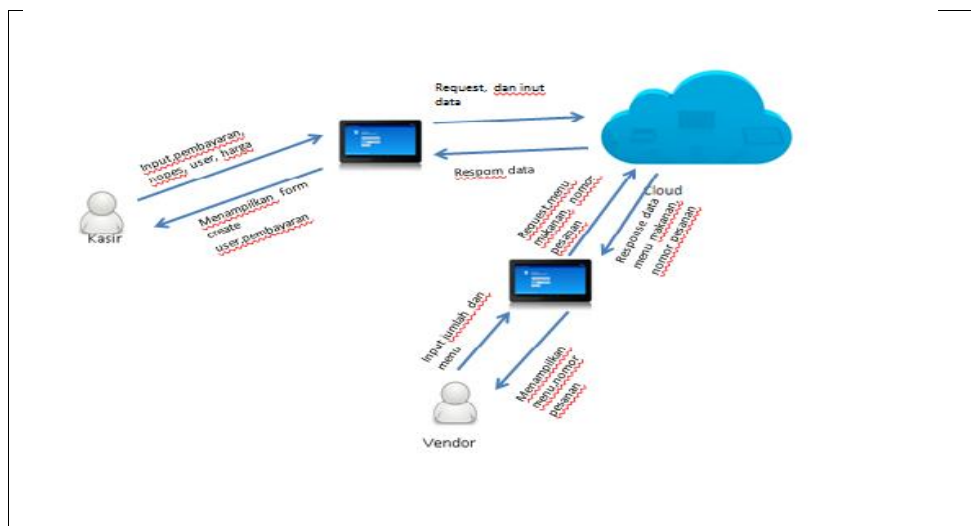 Request, dan inut
data
Respom data
Input pembayaran,
nopes, user, harga
Menampilkan form
create
user,pembayaran
Kasir
Cloud
Request menu
makanan, nomor
pesanan
Response data
menu makanan,
nomor pesanan
Input jumlah dan
menu
Menampilkan
menu,nomor
pesanan
Vendor